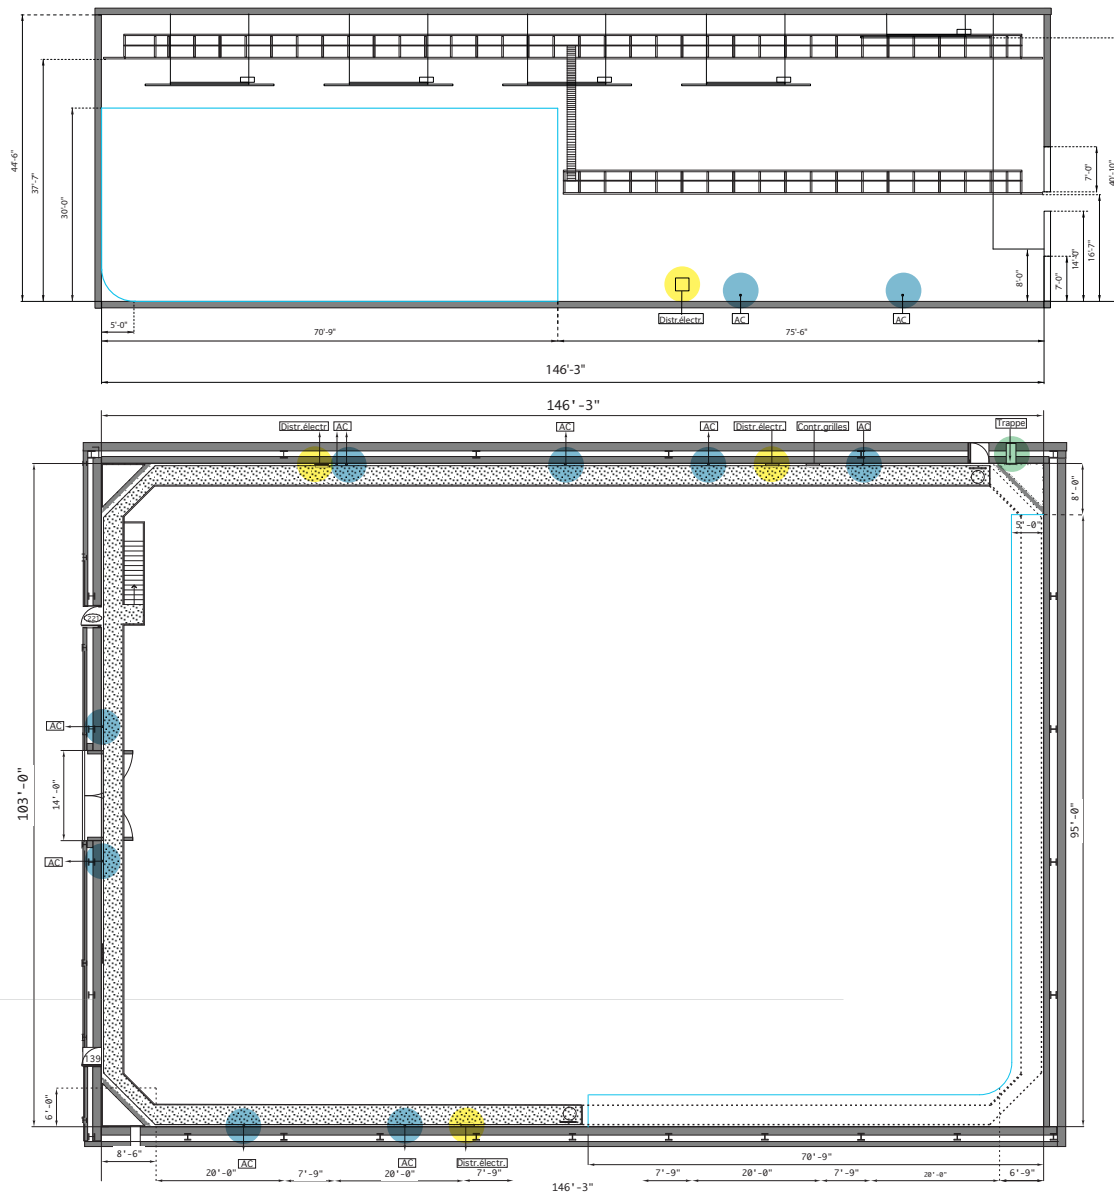 44'-6"
37'-7"
30'-0"
7'-0"
40'-10"
16'-7"
14'-0"
8'-0"
7'-0"
Distr.électr.
AC
AC
5'-0"
70'-9"
75'-6"
146'-3"
146'-3"
Distr.électr.
AC
AC
AC
Distr.électr.
Contr.grilles
AC
Trappe
8'-0"
5'-0"
221
AC
103'-0"
14'-0"
95'-0"
AC
139
6'-0"
8'-6"
AC
AC
Distr.électr.
70'-9"
20'-0"
7'-9"
20'-0"
7'-9"
7'-9"
20'-0"
7'-9"
20'-0"
6'-9"
146'-3"